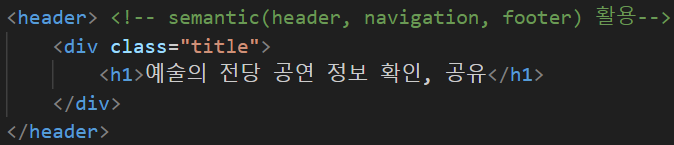 <header> <!-- semantic(header, navigation, footer) 활용-->
<div class="title">
<h1>예술의 전당 공연 정보 확인, 공유</h1>
</div>
</header>